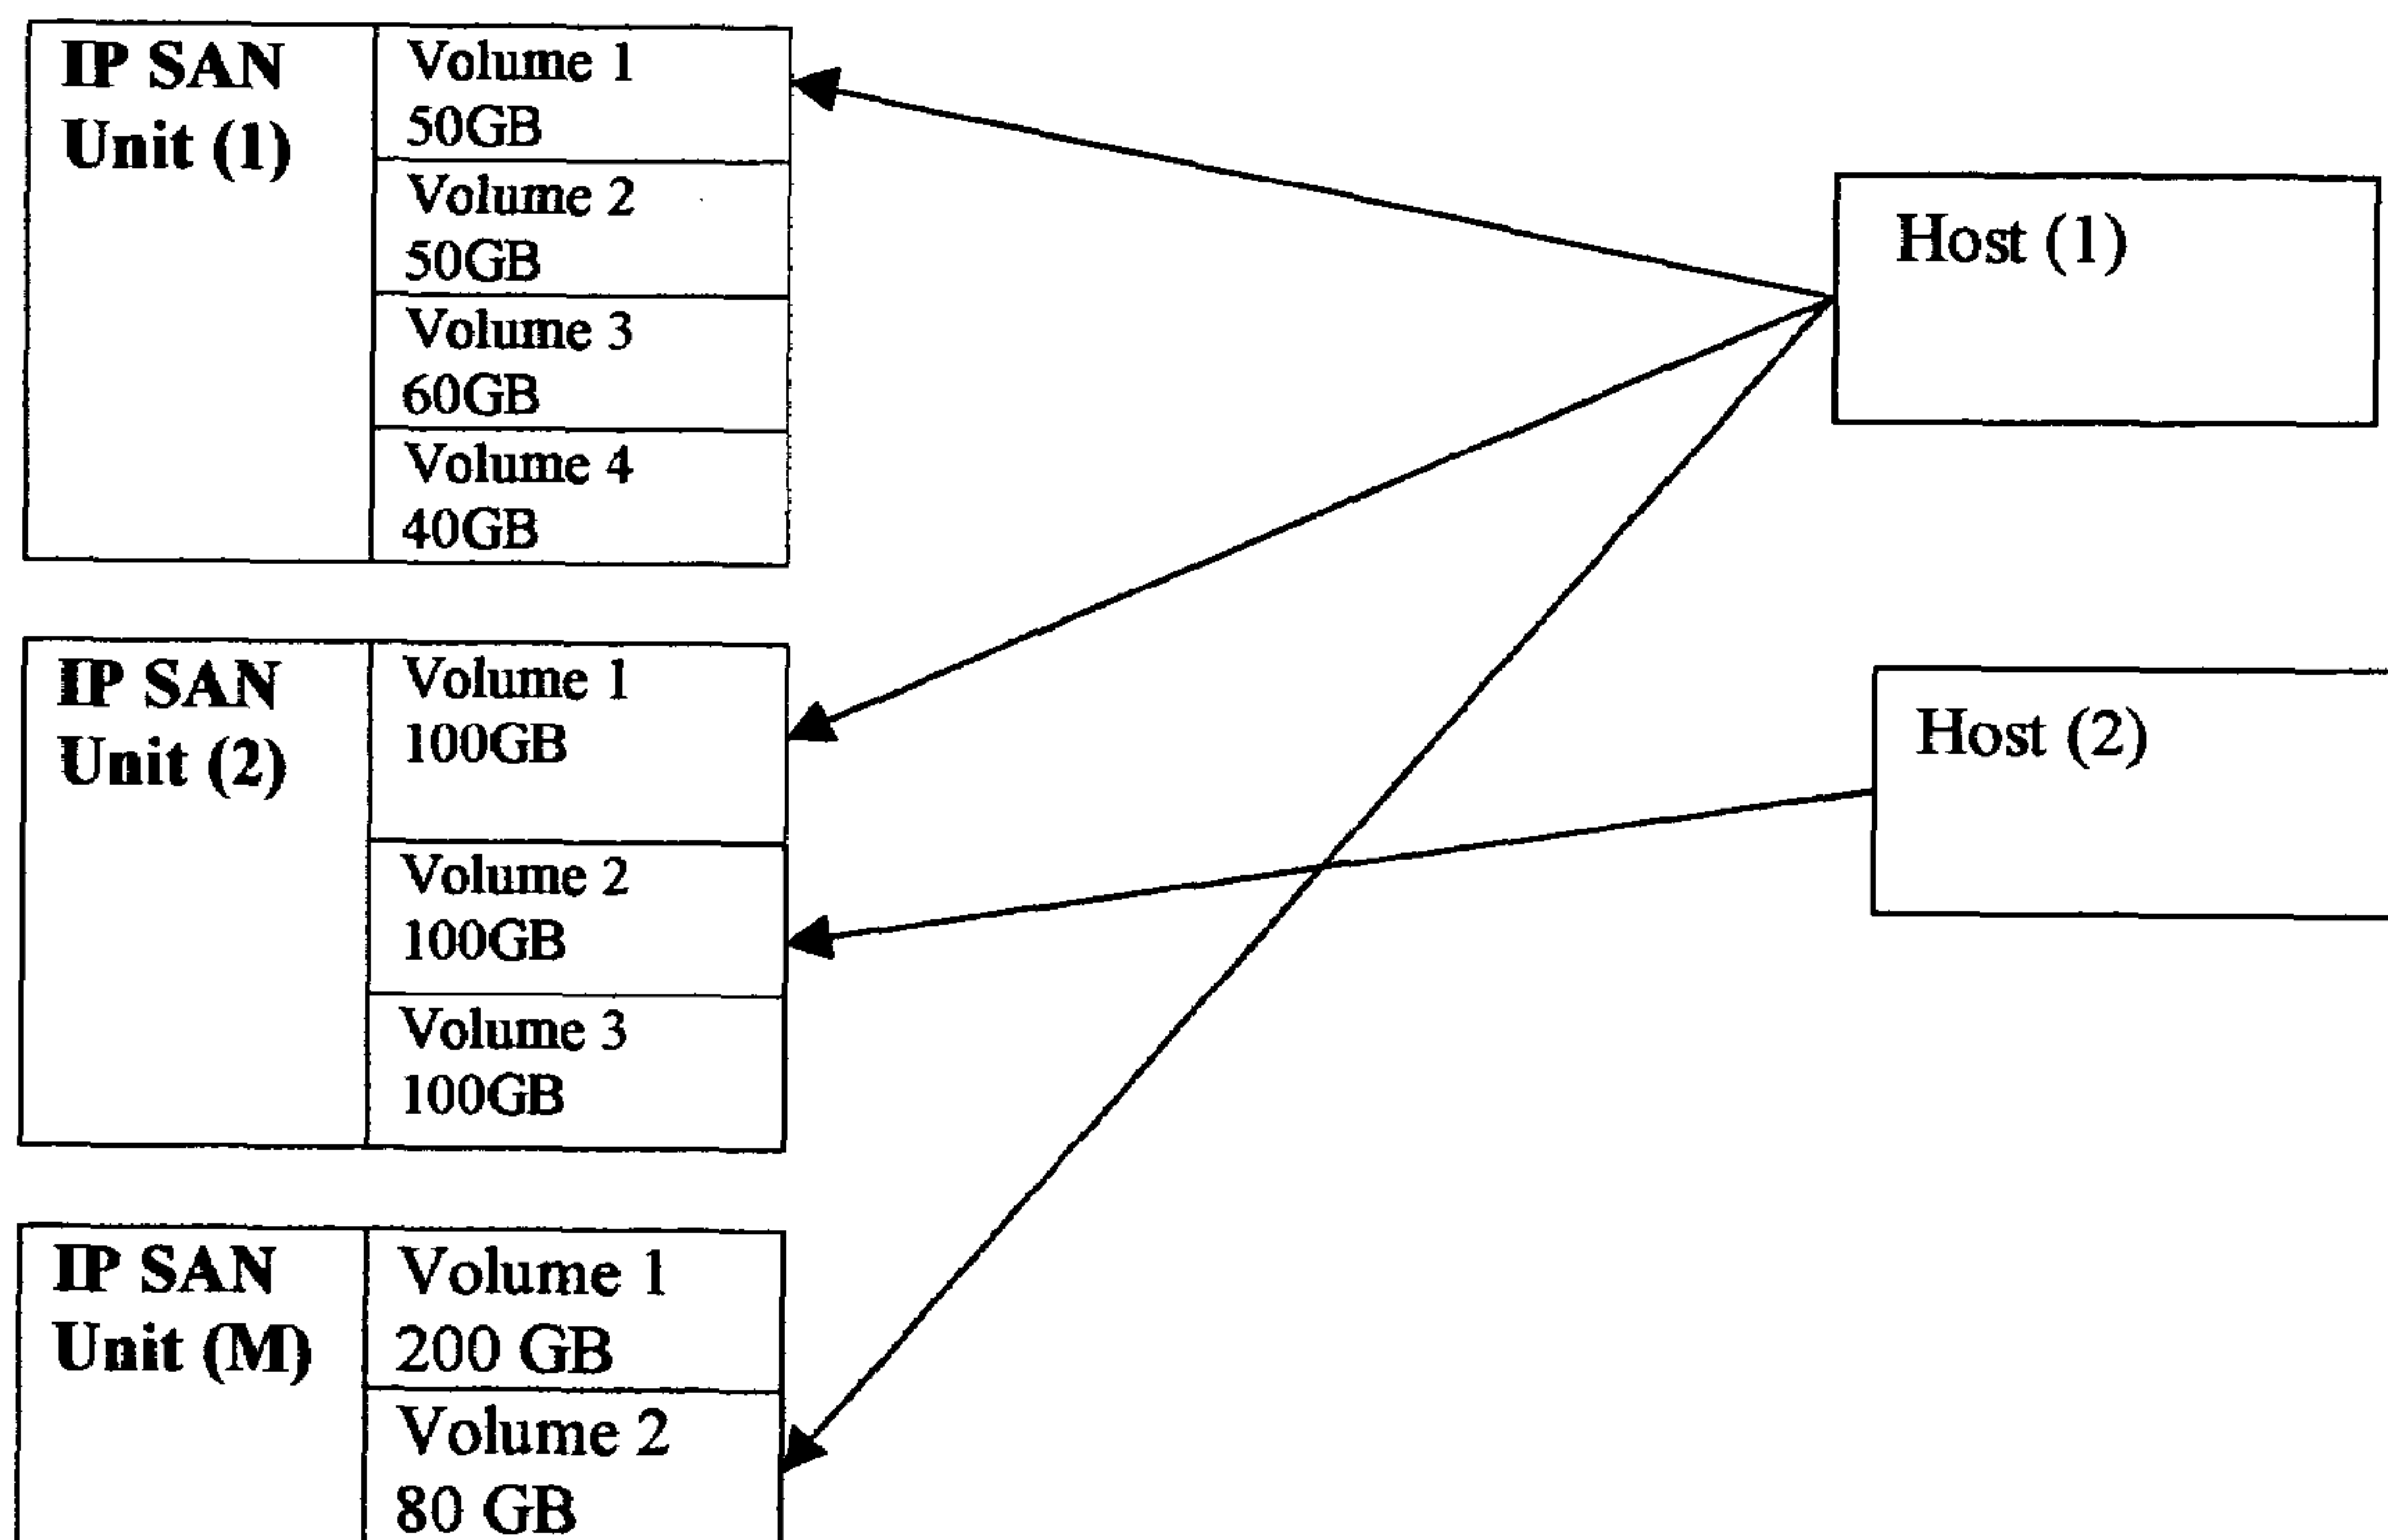 IP SAN
Unit (1)
Volume 1
50GB
Volume 2
50GB
Volume 3
60GB
Volume 4
40GB
Host (1)
IP SAN
Unit (2)
Volume 1
100GB
Volume 2
100GB
Volume 3
100GB
Host (2)
IP SAN
Unit (M)
Volume 1
200 GB
Volume 2
80 GB